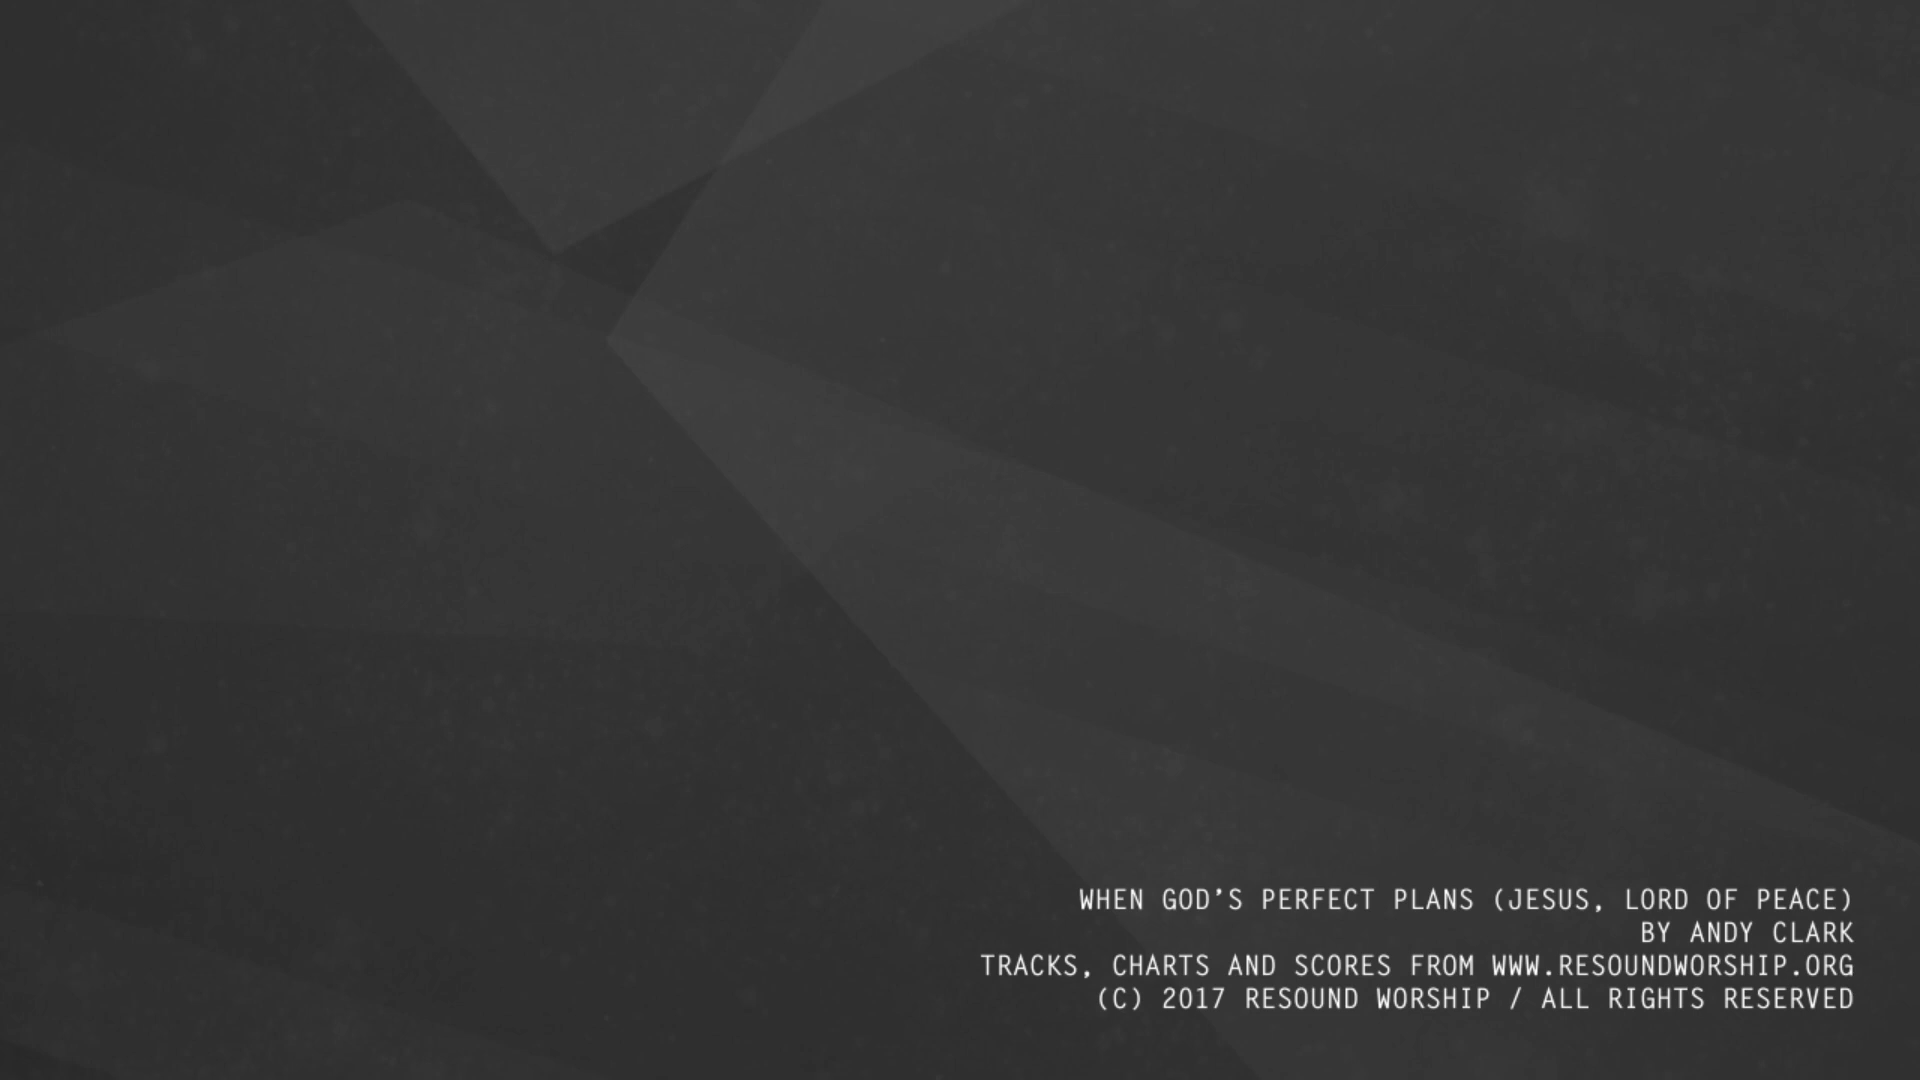 WHEN GOD'S PERFECT PLANS (JESUS, LORD OF PEACE)
BY ANDY CLARK
TRACKS, CHARTS AND SCORES FROM WWW.RESOUNDWORSHIP.ORG
(C) 2017 RESOUND WORSHIP / ALL RIGHTS RESERVED